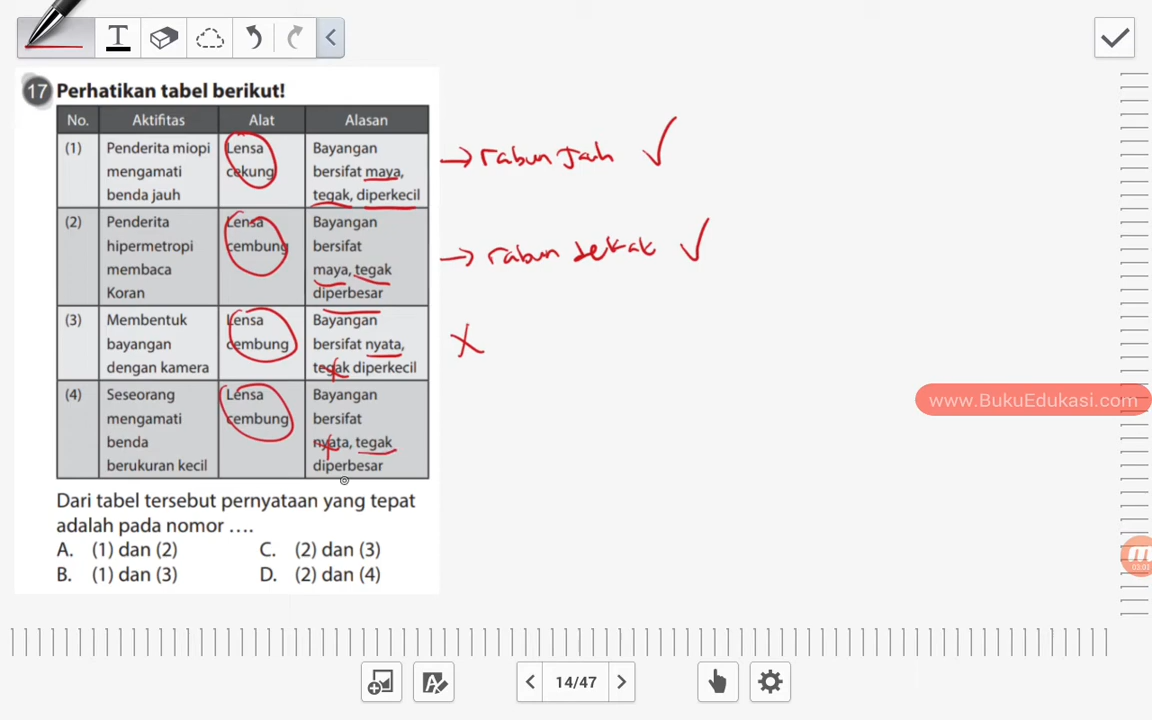 T
17 Perhatikan tabel berikut!
No. Aktifitas Alat Alasan
(1) Penderita miopi mengamati benda jauh Lensa cekung Bayangan bersifat maya, tegak, diperkecil → rabun jauh ✓
(2) Penderita hipermetropi membaca Koran Lensa cembung Bayangan bersifat maya, tegak diperbesar → rabun dekat ✓
(3) Membentuk bayangan dengan kamera Lensa cembung Bayangan bersifat nyata, tegak diperkecil X
(4) Seseorang mengamati benda berukuran kecil Lensa cembung Bayangan bersifat nyata, tegak diperbesar
www.BukuEdukasi.com
Dari tabel tersebut pernyataan yang tepat
adalah pada nomor ....
A. (1) dan (2) C. (2) dan (3)
B. (1) dan (3) D. (2) dan (4)
14/47